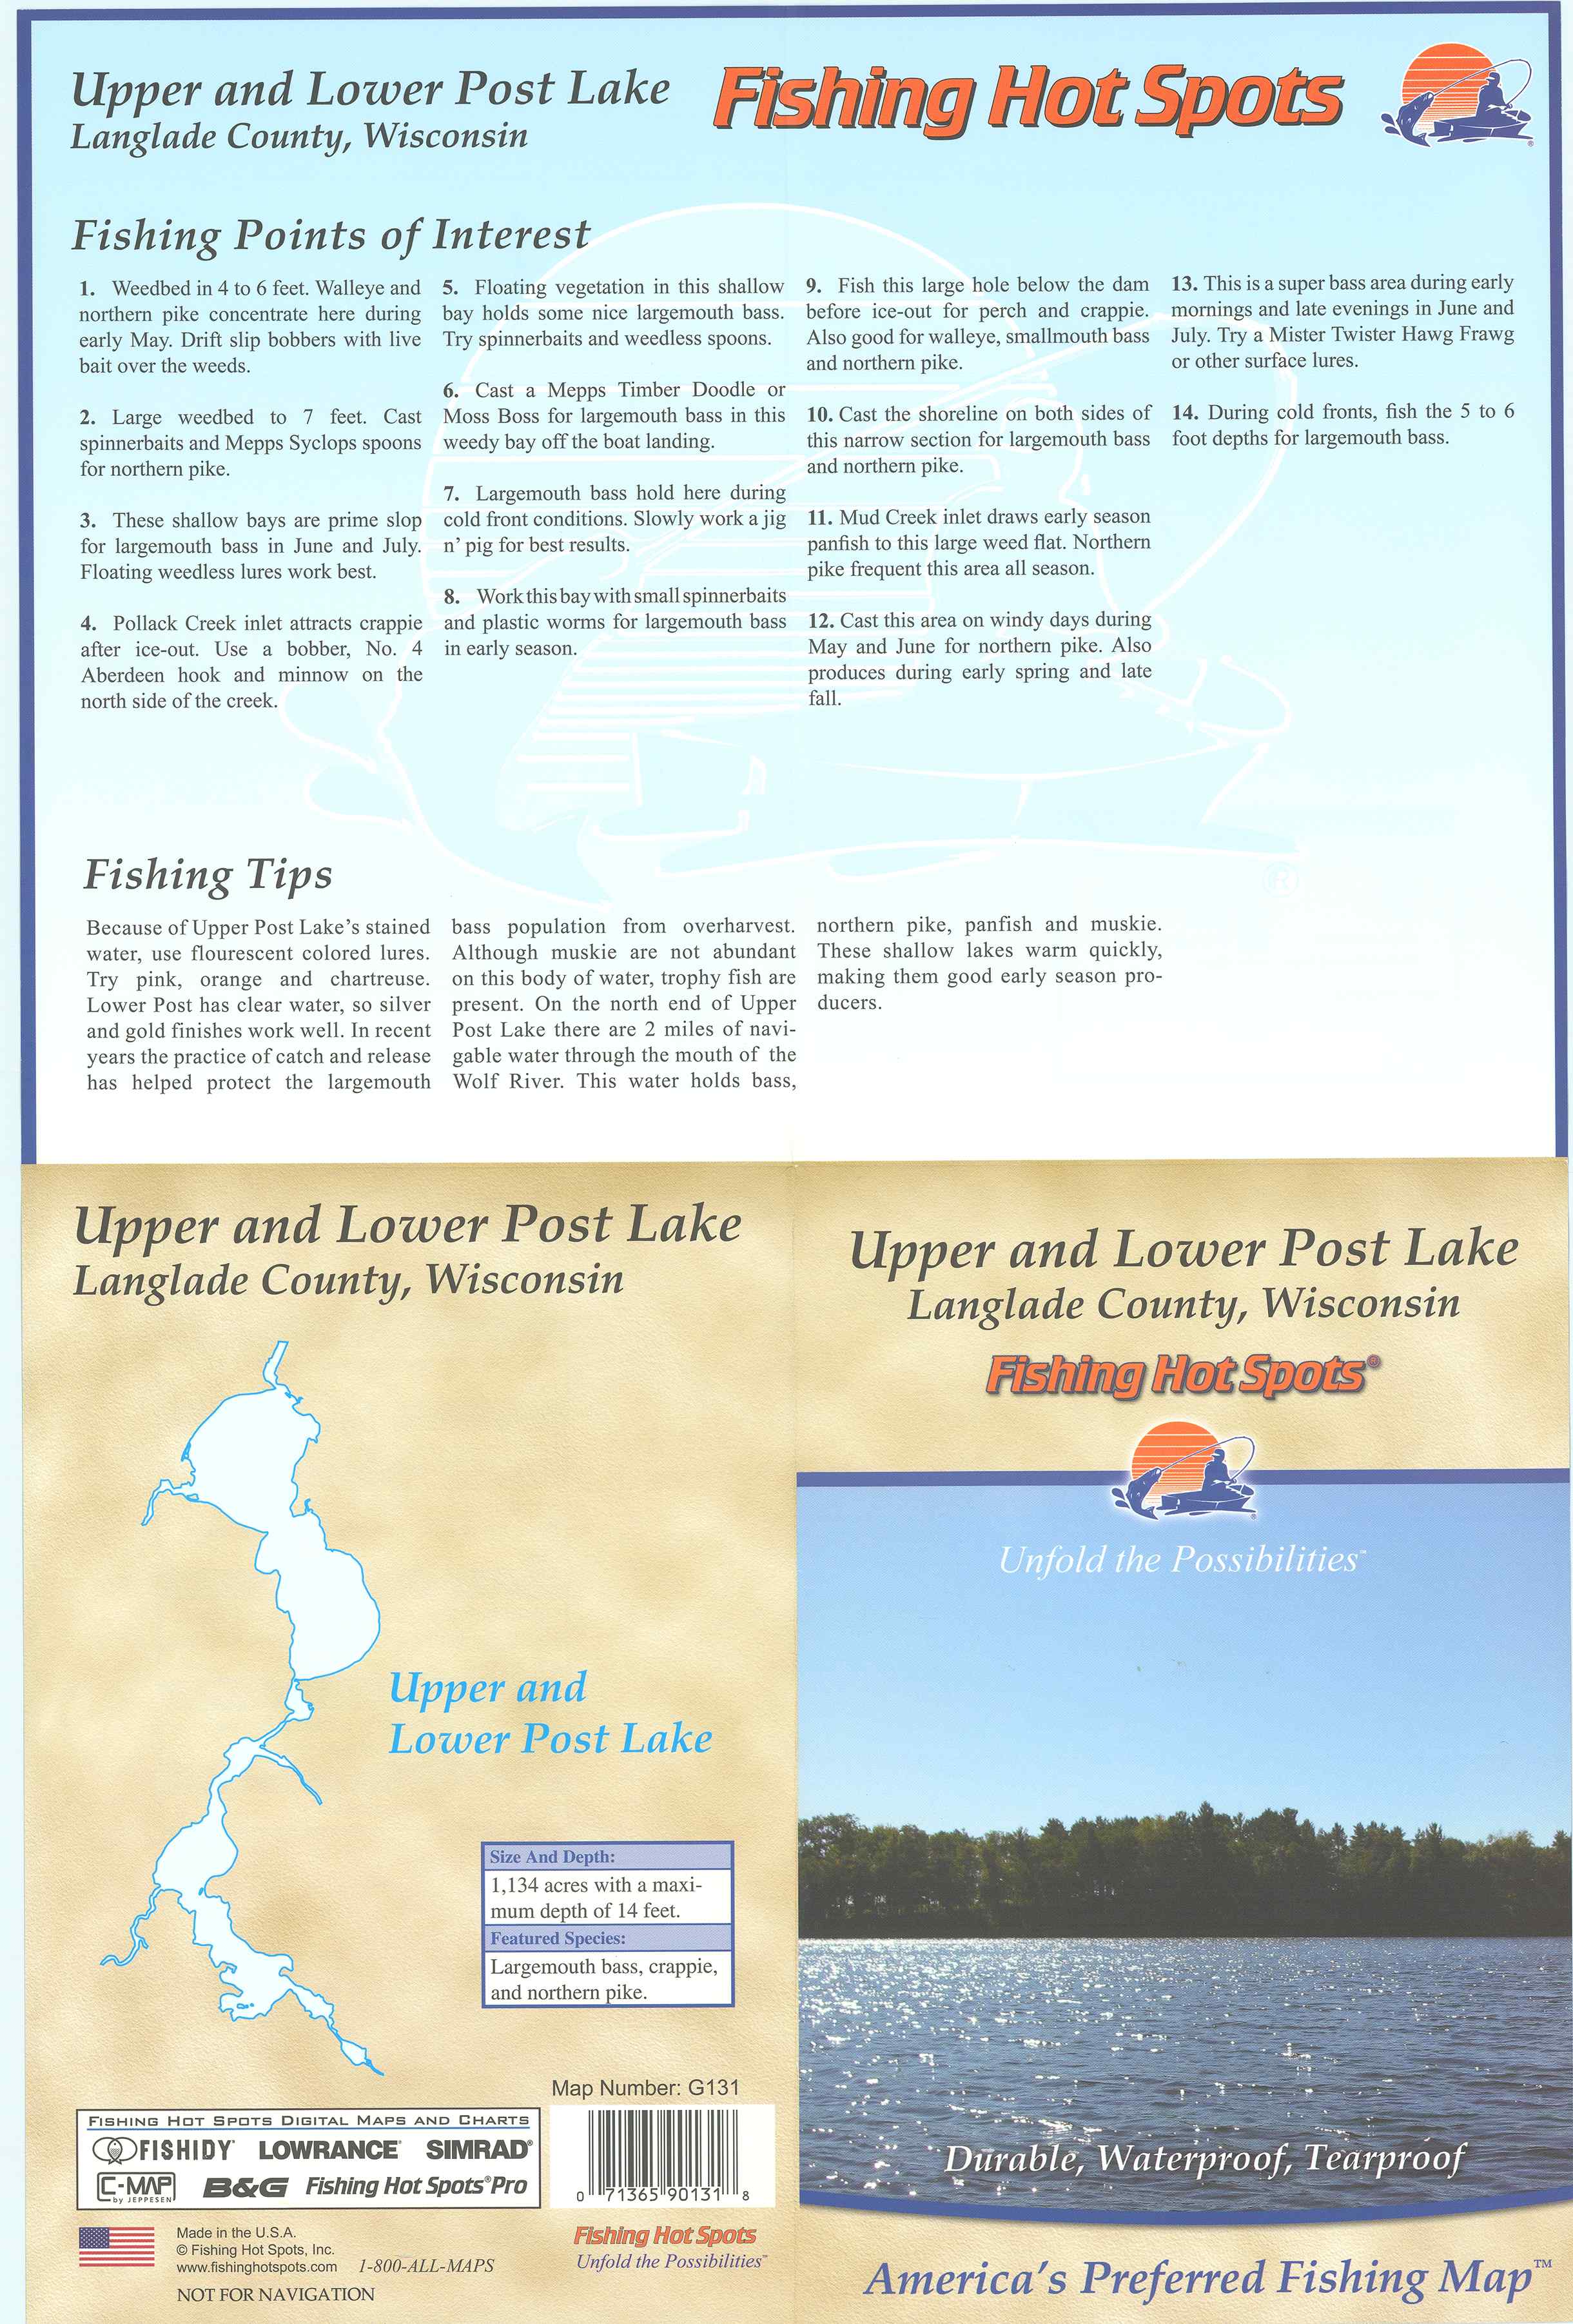 Upper and Lower Post Lake
Langlade County, Wisconsin
Fishing Hot Spots
®
Fishing Points of Interest
1. Weedbed in 4 to 6 feet. Walleye and
northern pike concentrate here during
early May. Drift slip bobbers with live
bait over the weeds.
2. Large weedbed to 7 feet. Cast
spinnerbaits and Mepps Syclops spoons
for northern pike.
3. These shallow bays are prime slop
for largemouth bass in June and July.
Floating weedless lures work best.
4. Pollack Creek inlet attracts crappie
after ice-out. Use a bobber, No. 4
Aberdeen hook and minnow on the
north side of the creek.
5. Floating vegetation in this shallow
bay holds some nice largemouth bass.
Try spinnerbaits and weedless spoons.
6. Cast a Mepps Timber Doodle or
Moss Boss for largemouth bass in this
weedy bay off the boat landing.
7. Largemouth bass hold here during
cold front conditions. Slowly work a jig
n' pig for best results.
8. Work this bay with small spinnerbaits
and plastic worms for largemouth bass
in early season.
9. Fish this large hole below the dam
before ice-out for perch and crappie.
Also good for walleye, smallmouth bass
and northern pike.
10. Cast the shoreline on both sides of
this narrow section for largemouth bass
and northern pike.
11. Mud Creek inlet draws early season
panfish to this large weed flat. Northern
pike frequent this area all season.
12. Cast this area on windy days during
May and June for northern pike. Also
produces during early spring and late
fall.
13. This is a super bass area during early
mornings and late evenings in June and
July. Try a Mister Twister Hawg Frawg
or other surface lures.
14. During cold fronts, fish the 5 to 6
foot depths for largemouth bass.
®
Fishing Tips
Because of Upper Post Lake's stained
water, use flourescent colored lures.
Try pink, orange and chartreuse.
Lower Post has clear water, so silver
and gold finishes work well. In recent
years the practice of catch and release
has helped protect the largemouth
bass population from overharvest.
Although muskie are not abundant
on this body of water, trophy fish are
present. On the north end of Upper
Post Lake there are 2 miles of navi-
gable water through the mouth of the
Wolf River. This water holds bass,
northern pike, panfish and muskie.
These shallow lakes warm quickly,
making them good early season pro-
ducers.
Upper and Lower Post Lake
Langlade County, Wisconsin
Upper and
Lower Post Lake
Size And Depth:
1,134 acres with a maxi-
mum depth of 14 feet.
Featured Species:
Largemouth bass, crappie,
and northern pike.
Map Number: G131
FISHING HOT SPOTS DIGITAL MAPS AND CHARTS
FISHIDY LOWRANCE SIMRAD
C-MAP by JEPPESEN B&G Fishing Hot Spots® Pro
0 71365 90131 8
Made in the U.S.A.
© Fishing Hot Spots, Inc.
www.fishinghotspots.com 1-800-ALL-MAPS
NOT FOR NAVIGATION
Fishing Hot Spots
Unfold the Possibilities™
Upper and Lower Post Lake
Langlade County, Wisconsin
Fishing Hot Spots®
®
Unfold the Possibilities™
Durable, Waterproof, Tearproof
America's Preferred Fishing Map™